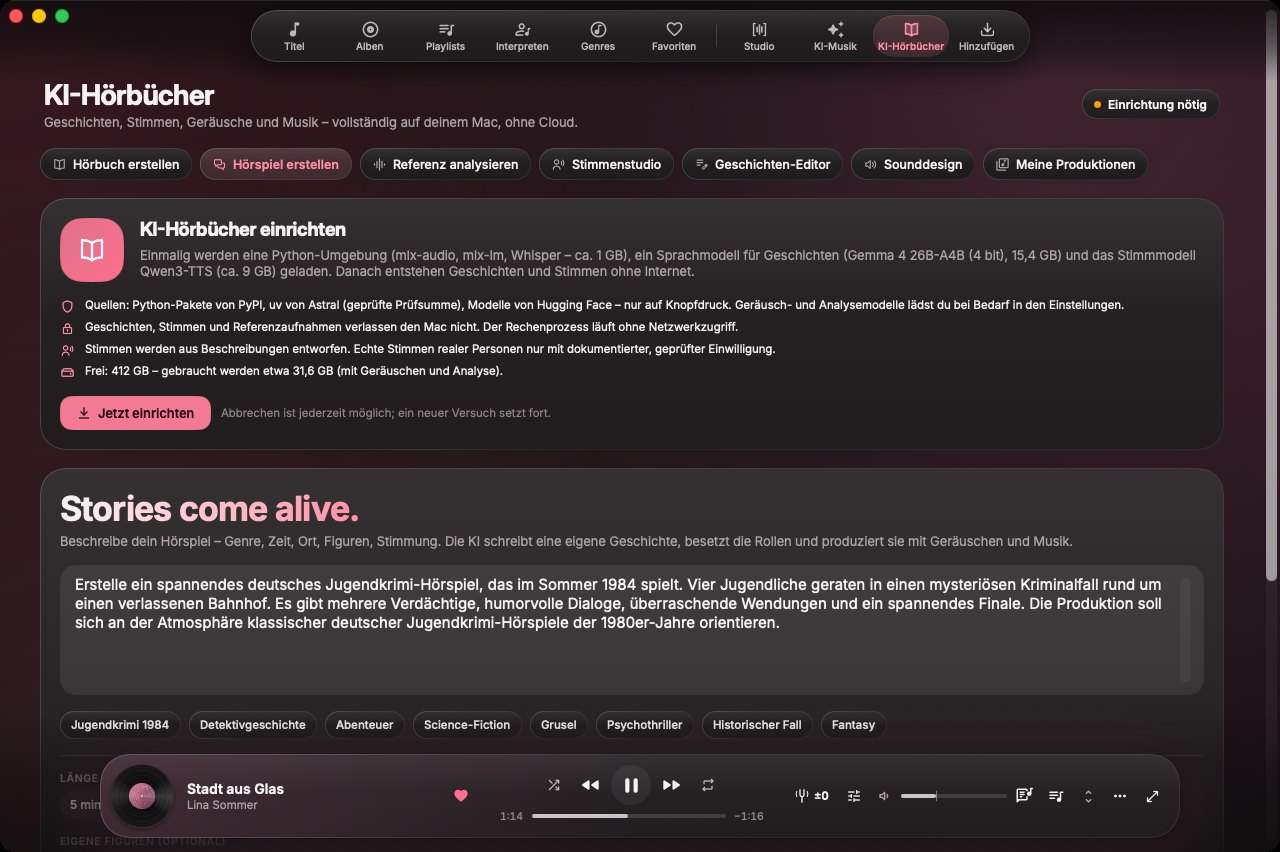 Titel
Alben
Playlists
Interpreten
Genres
Favoriten
Studio
KI-Musik
KI-Hörbücher
Hinzufügen
KI-Hörbücher
Geschichten, Stimmen, Geräusche und Musik – vollständig auf deinem Mac, ohne Cloud.
Einrichtung nötig
Hörbuch erstellen
Hörspiel erstellen
Referenz analysieren
Stimmenstudio
Geschichten-Editor
Sounddesign
Meine Produktionen
KI-Hörbücher einrichten
Einmalig werden eine Python-Umgebung (mlx-audio, mlx-lm, Whisper – ca. 1 GB), ein Sprachmodell für Geschichten (Gemma 4 26B-A4B (4 bit), 15,4 GB) und das Stimmmodell
Qwen3-TTS (ca. 9 GB) geladen. Danach entstehen Geschichten und Stimmen ohne Internet.
Quellen: Python-Pakete von PyPI, uv von Astral (geprüfte Prüfsumme), Modelle von Hugging Face – nur auf Knopfdruck. Geräusch- und Analysemodelle lädst du bei Bedarf in den Einstellungen.
Geschichten, Stimmen und Referenzaufnahmen verlassen den Mac nicht. Der Rechenprozess läuft ohne Netzwerkzugriff.
Stimmen werden aus Beschreibungen entworfen. Echte Stimmen realer Personen nur mit dokumentierter, geprüfter Einwilligung.
Frei: 412 GB – gebraucht werden etwa 31,6 GB (mit Geräuschen und Analyse).
Jetzt einrichten
Abbrechen ist jederzeit möglich; ein neuer Versuch setzt fort.
Stories come alive.
Beschreibe dein Hörspiel – Genre, Zeit, Ort, Figuren, Stimmung. Die KI schreibt eine eigene Geschichte, besetzt die Rollen und produziert sie mit Geräuschen und Musik.
Erstelle ein spannendes deutsches Jugendkrimi-Hörspiel, das im Sommer 1984 spielt. Vier Jugendliche geraten in einen mysteriösen Kriminalfall rund um
einen verlassenen Bahnhof. Es gibt mehrere Verdächtige, humorvolle Dialoge, überraschende Wendungen und ein spannendes Finale. Die Produktion soll
sich an der Atmosphäre klassischer deutscher Jugendkrimi-Hörspiele der 1980er-Jahre orientieren.
Jugendkrimi 1984
Detektivgeschichte
Abenteuer
Science-Fiction
Grusel
Psychothriller
Historischer Fall
Fantasy
LÄNGE
5 min
Stadt aus Glas
Lina Sommer
1:14
−1:16
±0
EIGENE FIGUREN (OPTIONAL)